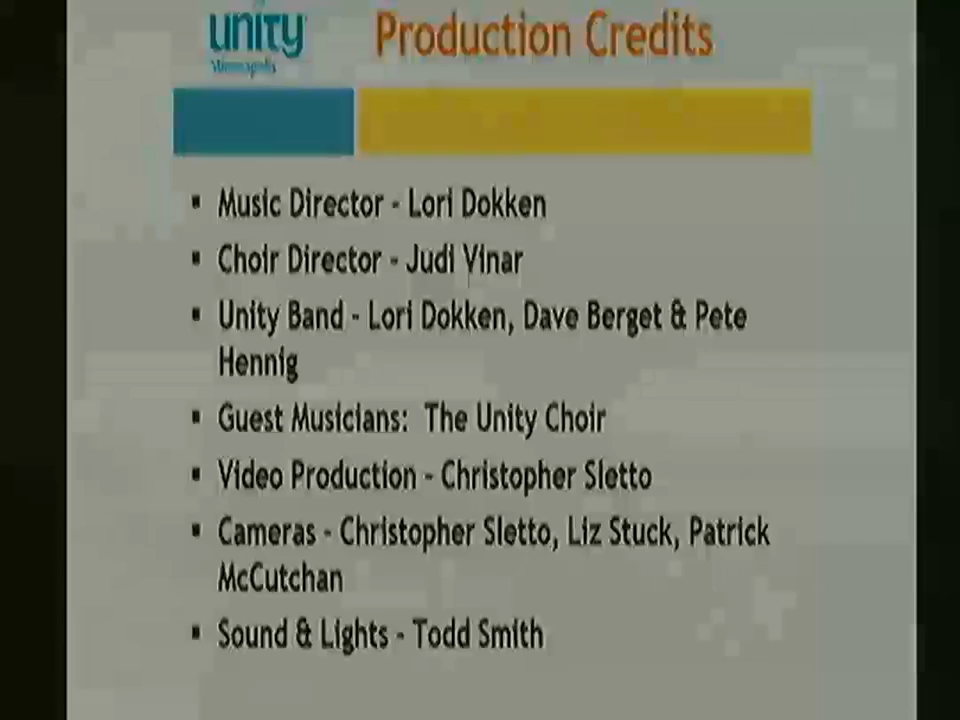 unity
Minneapolis
Production Credits
▪ Music Director - Lori Dokken
▪ Choir Director - Judi Vinar
▪ Unity Band - Lori Dokken, Dave Berget & Pete
Hennig
▪ Guest Musicians:  The Unity Choir
▪ Video Production - Christopher Sletto
▪ Cameras - Christopher Sletto, Liz Stuck, Patrick
McCutchan
▪ Sound & Lights - Todd Smith